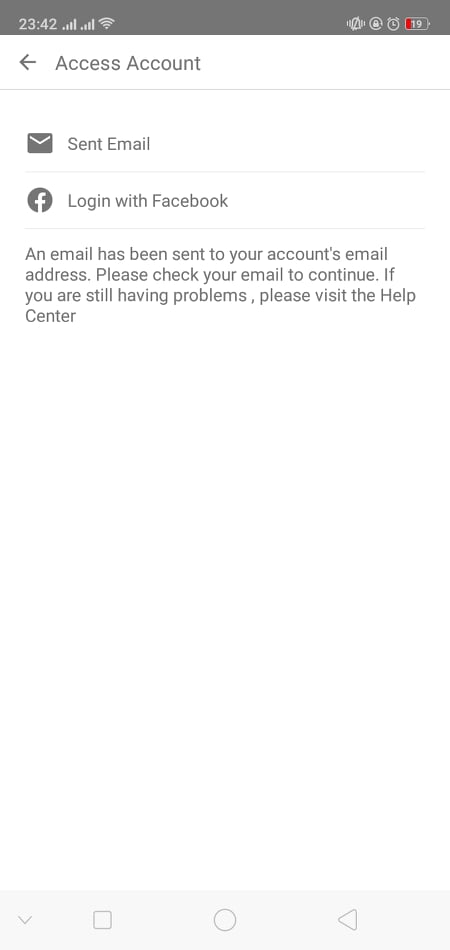 23:42 19
Access Account
Sent Email
Login with Facebook
An email has been sent to your account's email
address. Please check your email to continue. If
you are still having problems , please visit the Help
Center